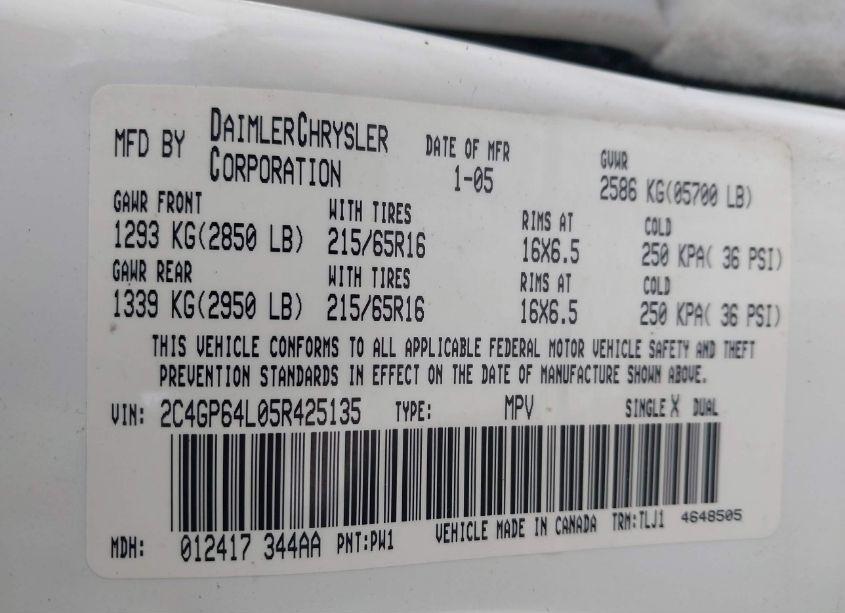 MFD BY DAIMLERCHRYSLER CORPORATION DATE OF MFR 1-05 GVWR 2586 KG(05700 LB)
GAWR FRONT WITH TIRES RIMS AT COLD
1293 KG(2850 LB) 215/65R16 16X6.5 250 KPA( 36 PSI)
GAWR REAR WITH TIRES RIMS AT COLD
1339 KG(2950 LB) 215/65R16 16X6.5 250 KPA( 36 PSI)
THIS VEHICLE CONFORMS TO ALL APPLICABLE FEDERAL MOTOR VEHICLE SAFETY AND THEFT
PREVENTION STANDARDS IN EFFECT ON THE DATE OF MANUFACTURE SHOWN ABOVE.
VIN: 2C4GP64L05R425135 TYPE: MPV SINGLE X DUAL
MDH: 012417 344AA PNT:PW1 VEHICLE MADE IN CANADA TRM:TLJ1 4648505